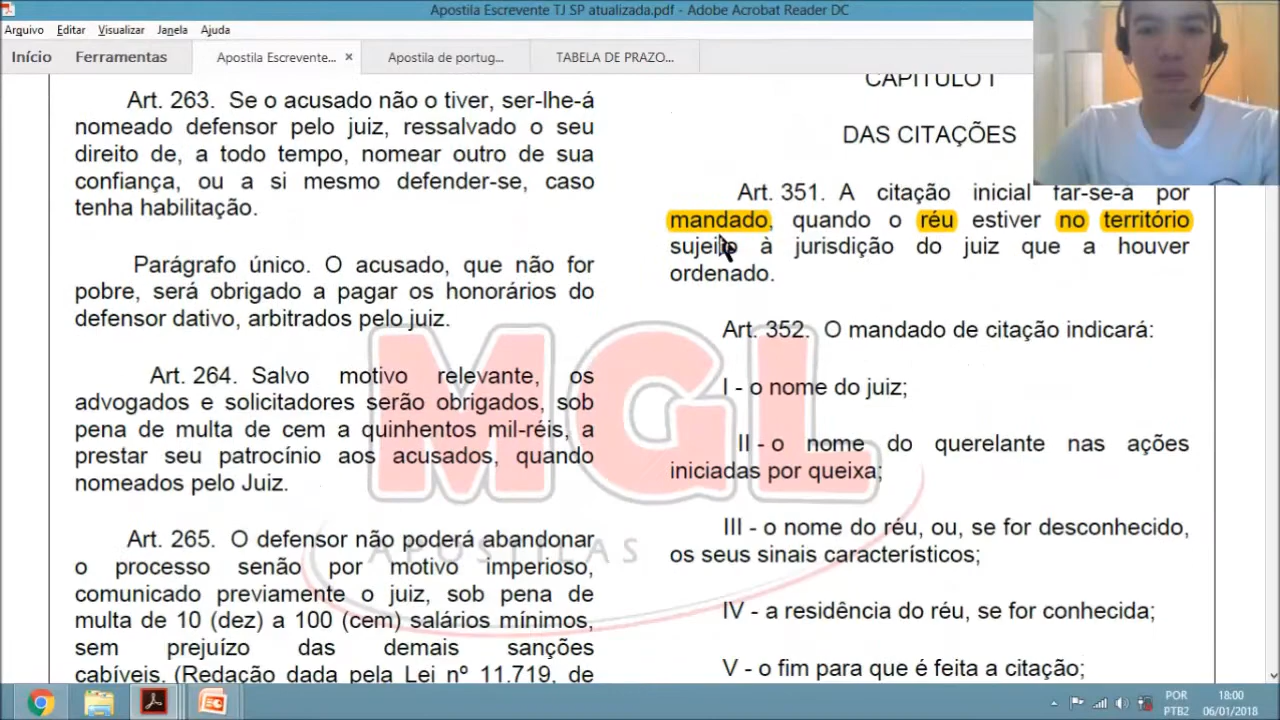 Apostila Escrevente TJ SP atualizada.pdf - Adobe Acrobat Reader DC
Arquivo Editar Visualizar Janela Ajuda
Início Ferramentas Apostila Escrevente... × Apostila de portug... TABELA DE PRAZO...
Art. 263. Se o acusado não o tiver, ser-lhe-á
nomeado defensor pelo juiz, ressalvado o seu
direito de, a todo tempo, nomear outro de sua
confiança, ou a si mesmo defender-se, caso
tenha habilitação.
Parágrafo único. O acusado, que não for
pobre, será obrigado a pagar os honorários do
defensor dativo, arbitrados pelo juiz.
Art. 264. Salvo motivo relevante, os
advogados e solicitadores serão obrigados, sob
pena de multa de cem a quinhentos mil-réis, a
prestar seu patrocínio aos acusados, quando
nomeados pelo Juiz.
Art. 265. O defensor não poderá abandonar
o processo senão por motivo imperioso,
comunicado previamente o juiz, sob pena de
multa de 10 (dez) a 100 (cem) salários mínimos,
sem prejuízo das demais sanções
cabíveis. (Redação dada pela Lei nº 11.719, de
CAPÍTULO I
DAS CITAÇÕES
Art. 351. A citação inicial far-se-á por
mandado, quando o réu estiver no território
sujeito à jurisdição do juiz que a houver
ordenado.
Art. 352. O mandado de citação indicará:
I - o nome do juiz;
II - o nome do querelante nas ações
iniciadas por queixa;
III - o nome do réu, ou, se for desconhecido,
os seus sinais característicos;
IV - a residência do réu, se for conhecida;
V - o fim para que é feita a citação;
MGL
APOSTILAS
POR
PTB2
18:00
06/01/2018